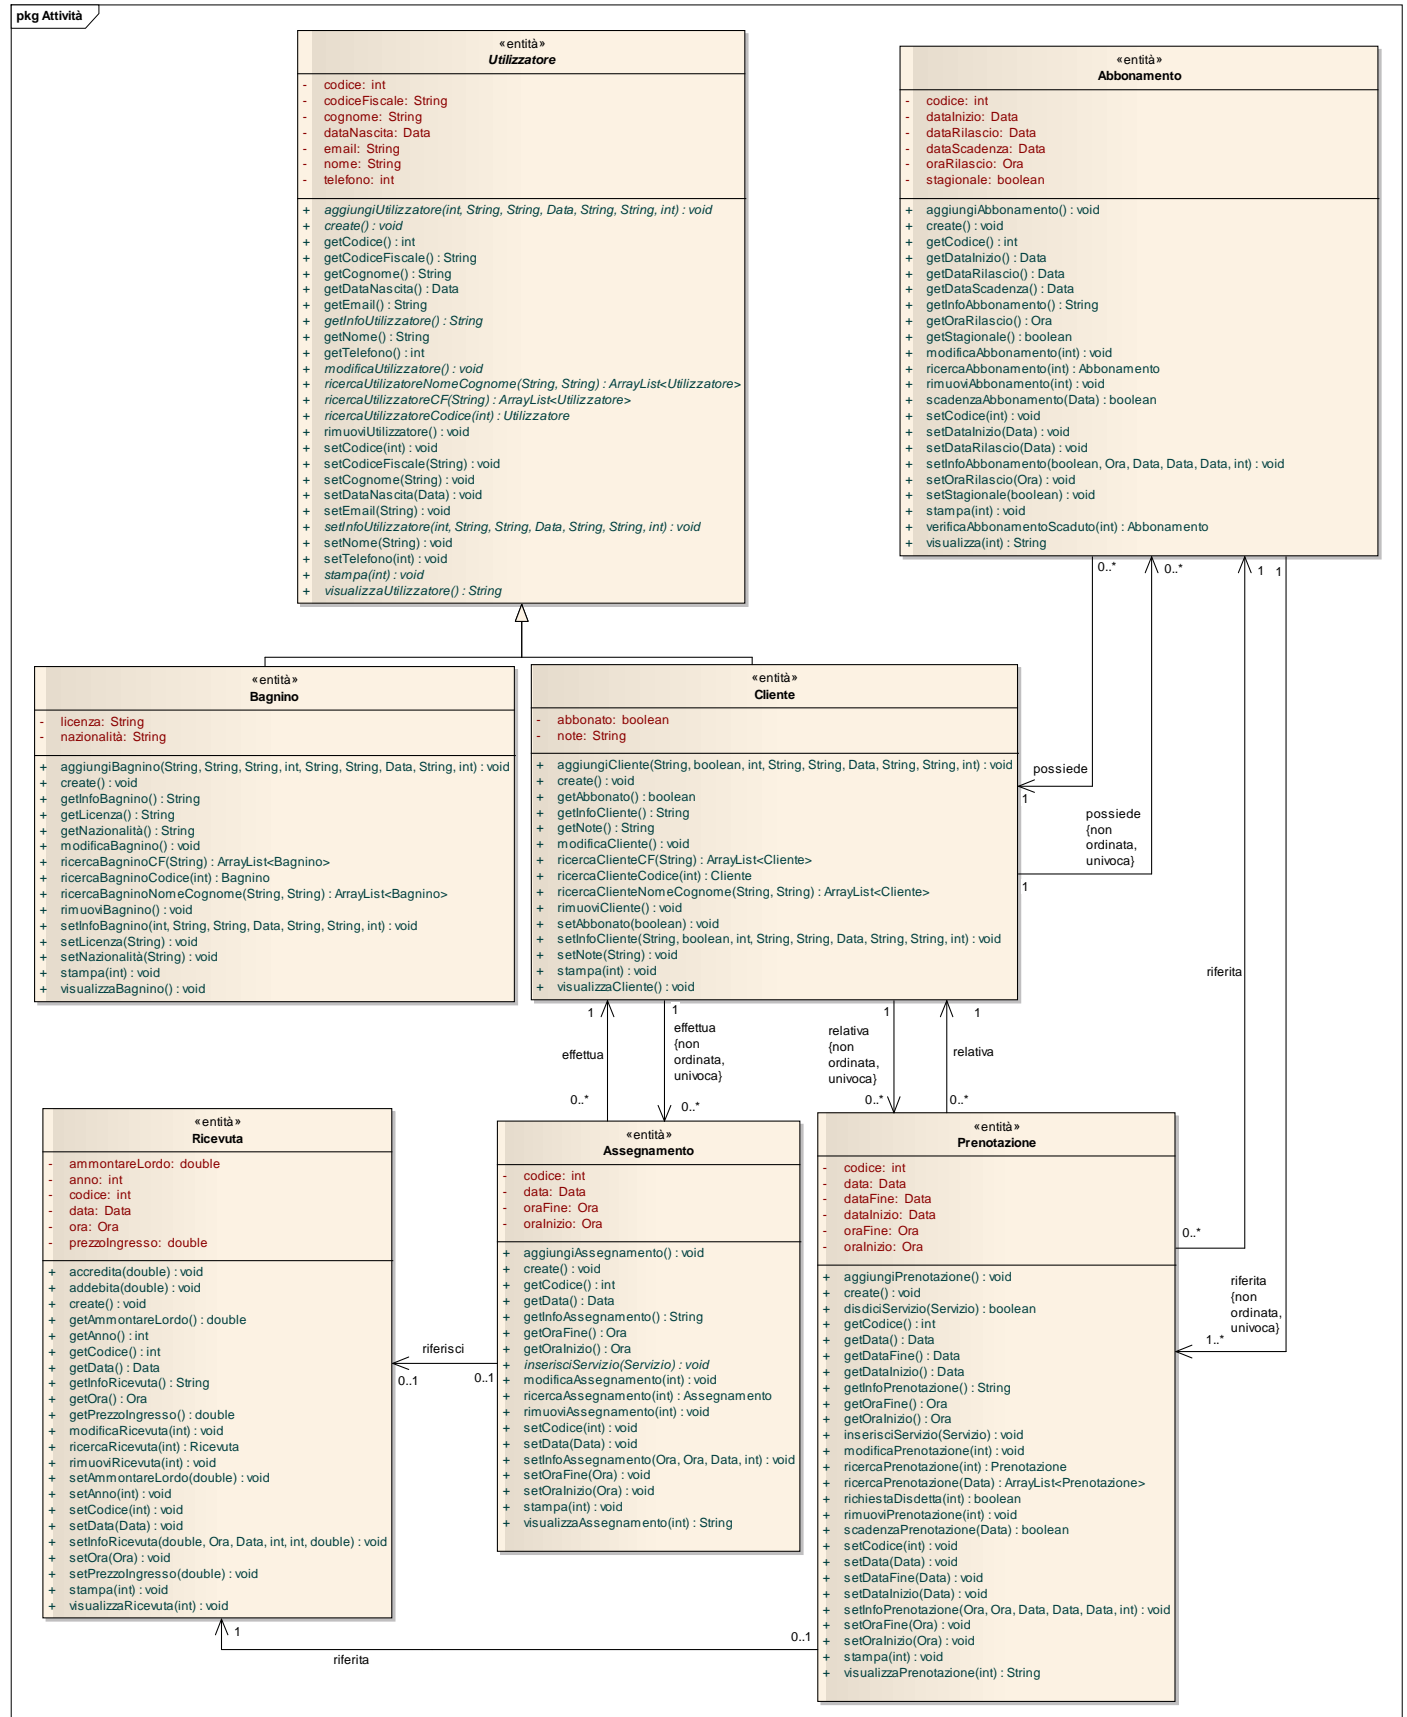 pkg Attività
«entità»
Utilizzatore
- codice: int
- codiceFiscale: String
- cognome: String
- dataNascita: Data
- email: String
- nome: String
- telefono: int
+ aggiungiUtilizzatore(int, String, String, Data, String, String, int) : void
+ create() : void
+ getCodice() : int
+ getCodiceFiscale() : String
+ getCognome() : String
+ getDataNascita() : Data
+ getEmail() : String
+ getInfoUtilizzatore() : String
+ getNome() : String
+ getTelefono() : int
+ modificaUtilizzatore() : void
+ ricercaUtilizatoreNomeCognome(String, String) : ArrayList<Utilizzatore>
+ ricercaUtilizzatoreCF(String) : ArrayList<Utilizzatore>
+ ricercaUtilizzatoreCodice(int) : Utilizzatore
+ rimuoviUtilizzatore() : void
+ setCodice(int) : void
+ setCodiceFiscale(String) : void
+ setCognome(String) : void
+ setDataNascita(Data) : void
+ setEmail(String) : void
+ setInfoUtilizzatore(int, String, String, Data, String, String, int) : void
+ setNome(String) : void
+ setTelefono(int) : void
+ stampa(int) : void
+ visualizzaUtilizzatore() : String
«entità»
Abbonamento
- codice: int
- dataInizio: Data
- dataRilascio: Data
- dataScadenza: Data
- oraRilascio: Ora
- stagionale: boolean
+ aggiungiAbbonamento() : void
+ create() : void
+ getCodice() : int
+ getDataInizio() : Data
+ getDataRilascio() : Data
+ getDataScadenza() : Data
+ getInfoAbbonamento() : String
+ getOraRilascio() : Ora
+ getStagionale() : boolean
+ modificaAbbonamento(int) : void
+ ricercaAbbonamento(int) : Abbonamento
+ rimuoviAbbonamento(int) : void
+ scadenzaAbbonamento(Data) : boolean
+ setCodice(int) : void
+ setDataInizio(Data) : void
+ setDataRilascio(Data) : void
+ setInfoAbbonamento(boolean, Ora, Data, Data, Data, int) : void
+ setOraRilascio(Ora) : void
+ setStagionale(boolean) : void
+ stampa(int) : void
+ verificaAbbonamentoScaduto(int) : Abbonamento
+ visualizza(int) : String
0..*
0..*
1
1
«entità»
Bagnino
- licenza: String
- nazionalità: String
+ aggiungiBagnino(String, String, String, int, String, String, Data, String, int) : void
+ create() : void
+ getInfoBagnino() : String
+ getLicenza() : String
+ getNazionalità() : String
+ modificaBagnino() : void
+ ricercaBagninoCF(String) : ArrayList<Bagnino>
+ ricercaBagninoCodice(int) : Bagnino
+ ricercaBagninoNomeCognome(String, String) : ArrayList<Bagnino>
+ rimuoviBagnino() : void
+ setInfoBagnino(int, String, String, Data, String, String, int) : void
+ setLicenza(String) : void
+ setNazionalità(String) : void
+ stampa(int) : void
+ visualizzaBagnino() : void
«entità»
Cliente
- abbonato: boolean
- note: String
+ aggiungiCliente(String, boolean, int, String, String, Data, String, String, int) : void
+ create() : void
+ getAbbonato() : boolean
+ getInfoCliente() : String
+ getNote() : String
+ modificaCliente() : void
+ ricercaClienteCF(String) : ArrayList<Cliente>
+ ricercaClienteCodice(int) : Cliente
+ ricercaClienteNomeCognome(String, String) : ArrayList<Cliente>
+ rimuoviCliente() : void
+ setAbbonato(boolean) : void
+ setInfoCliente(String, boolean, int, String, String, Data, String, String, int) : void
+ setNote(String) : void
+ stampa(int) : void
+ visualizzaCliente() : void
possiede
1
possiede
{non
ordinata,
univoca}
1
riferita
1
effettua
1
effettua
{non
ordinata,
univoca}
1
relativa
{non
ordinata,
univoca}
1
relativa
0..*
0..*
0..*
0..*
«entità»
Ricevuta
- ammontareLordo: double
- anno: int
- codice: int
- data: Data
- ora: Ora
- prezzoIngresso: double
+ accredita(double) : void
+ addebita(double) : void
+ create() : void
+ getAmmontareLordo() : double
+ getAnno() : int
+ getCodice() : int
+ getData() : Data
+ getInfoRicevuta() : String
+ getOra() : Ora
+ getPrezzoIngresso() : double
+ modificaRicevuta(int) : void
+ ricercaRicevuta(int) : Ricevuta
+ rimuoviRicevuta(int) : void
+ setAmmontareLordo(double) : void
+ setAnno(int) : void
+ setCodice(int) : void
+ setData(Data) : void
+ setInfoRicevuta(double, Ora, Data, int, int, double) : void
+ setOra(Ora) : void
+ setPrezzoIngresso(double) : void
+ stampa(int) : void
+ visualizzaRicevuta(int) : void
riferisci
0..1
0..1
«entità»
Assegnamento
- codice: int
- data: Data
- oraFine: Ora
- oraInizio: Ora
+ aggiungiAssegnamento() : void
+ create() : void
+ getCodice() : int
+ getData() : Data
+ getInfoAssegnamento() : String
+ getOraFine() : Ora
+ getOraInizio() : Ora
+ inserisciServizio(Servizio) : void
+ modificaAssegnamento(int) : void
+ ricercaAssegnamento(int) : Assegnamento
+ rimuoviAssegnamento(int) : void
+ setCodice(int) : void
+ setData(Data) : void
+ setInfoAssegnamento(Ora, Ora, Data, int) : void
+ setOraFine(Ora) : void
+ setOraInizio(Ora) : void
+ stampa(int) : void
+ visualizzaAssegnamento(int) : String
«entità»
Prenotazione
- codice: int
- data: Data
- dataFine: Data
- dataInizio: Data
- oraFine: Ora
- oraInizio: Ora
+ aggiungiPrenotazione() : void
+ create() : void
+ disdiciServizio(Servizio) : boolean
+ getCodice() : int
+ getData() : Data
+ getDataFine() : Data
+ getDataInizio() : Data
+ getInfoPrenotazione() : String
+ getOraFine() : Ora
+ getOraInizio() : Ora
+ inserisciServizio(Servizio) : void
+ modificaPrenotazione(int) : void
+ ricercaPrenotazione(int) : Prenotazione
+ ricercaPrenotazione(Data) : ArrayList<Prenotazione>
+ richiestaDisdetta(int) : boolean
+ rimuoviPrenotazione(int) : void
+ scadenzaPrenotazione(Data) : boolean
+ setCodice(int) : void
+ setData(Data) : void
+ setDataFine(Data) : void
+ setDataInizio(Data) : void
+ setInfoPrenotazione(Ora, Ora, Data, Data, Data, int) : void
+ setOraFine(Ora) : void
+ setOraInizio(Ora) : void
+ stampa(int) : void
+ visualizzaPrenotazione(int) : String
0..*
riferita
{non
ordinata,
univoca}
1..*
1
0..1
riferita